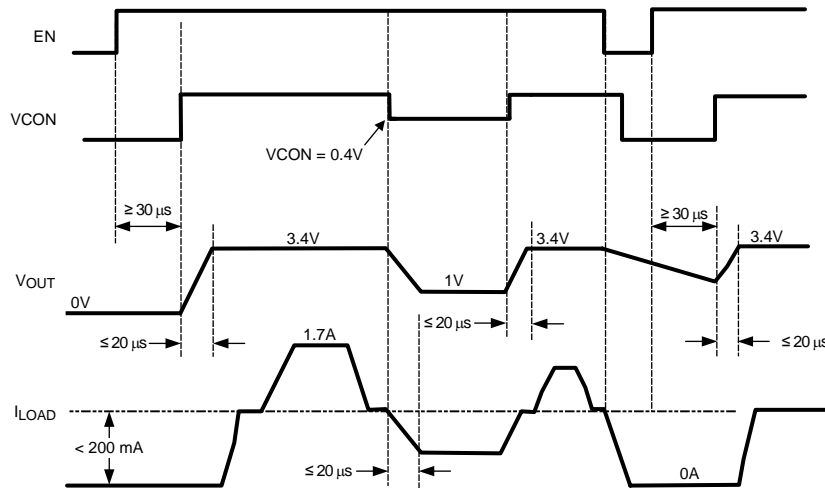 EN
VCON
VCON = 0.4V
≥ 30 μs
≥30 μs
3.4V
3.4V
3.4V
VOUT
1V
0V
≤ 20 μs
≤ 20 μs
≤ 20 μs
1.7A
ILOAD
< 200 mA
≤ 20 μs
0A